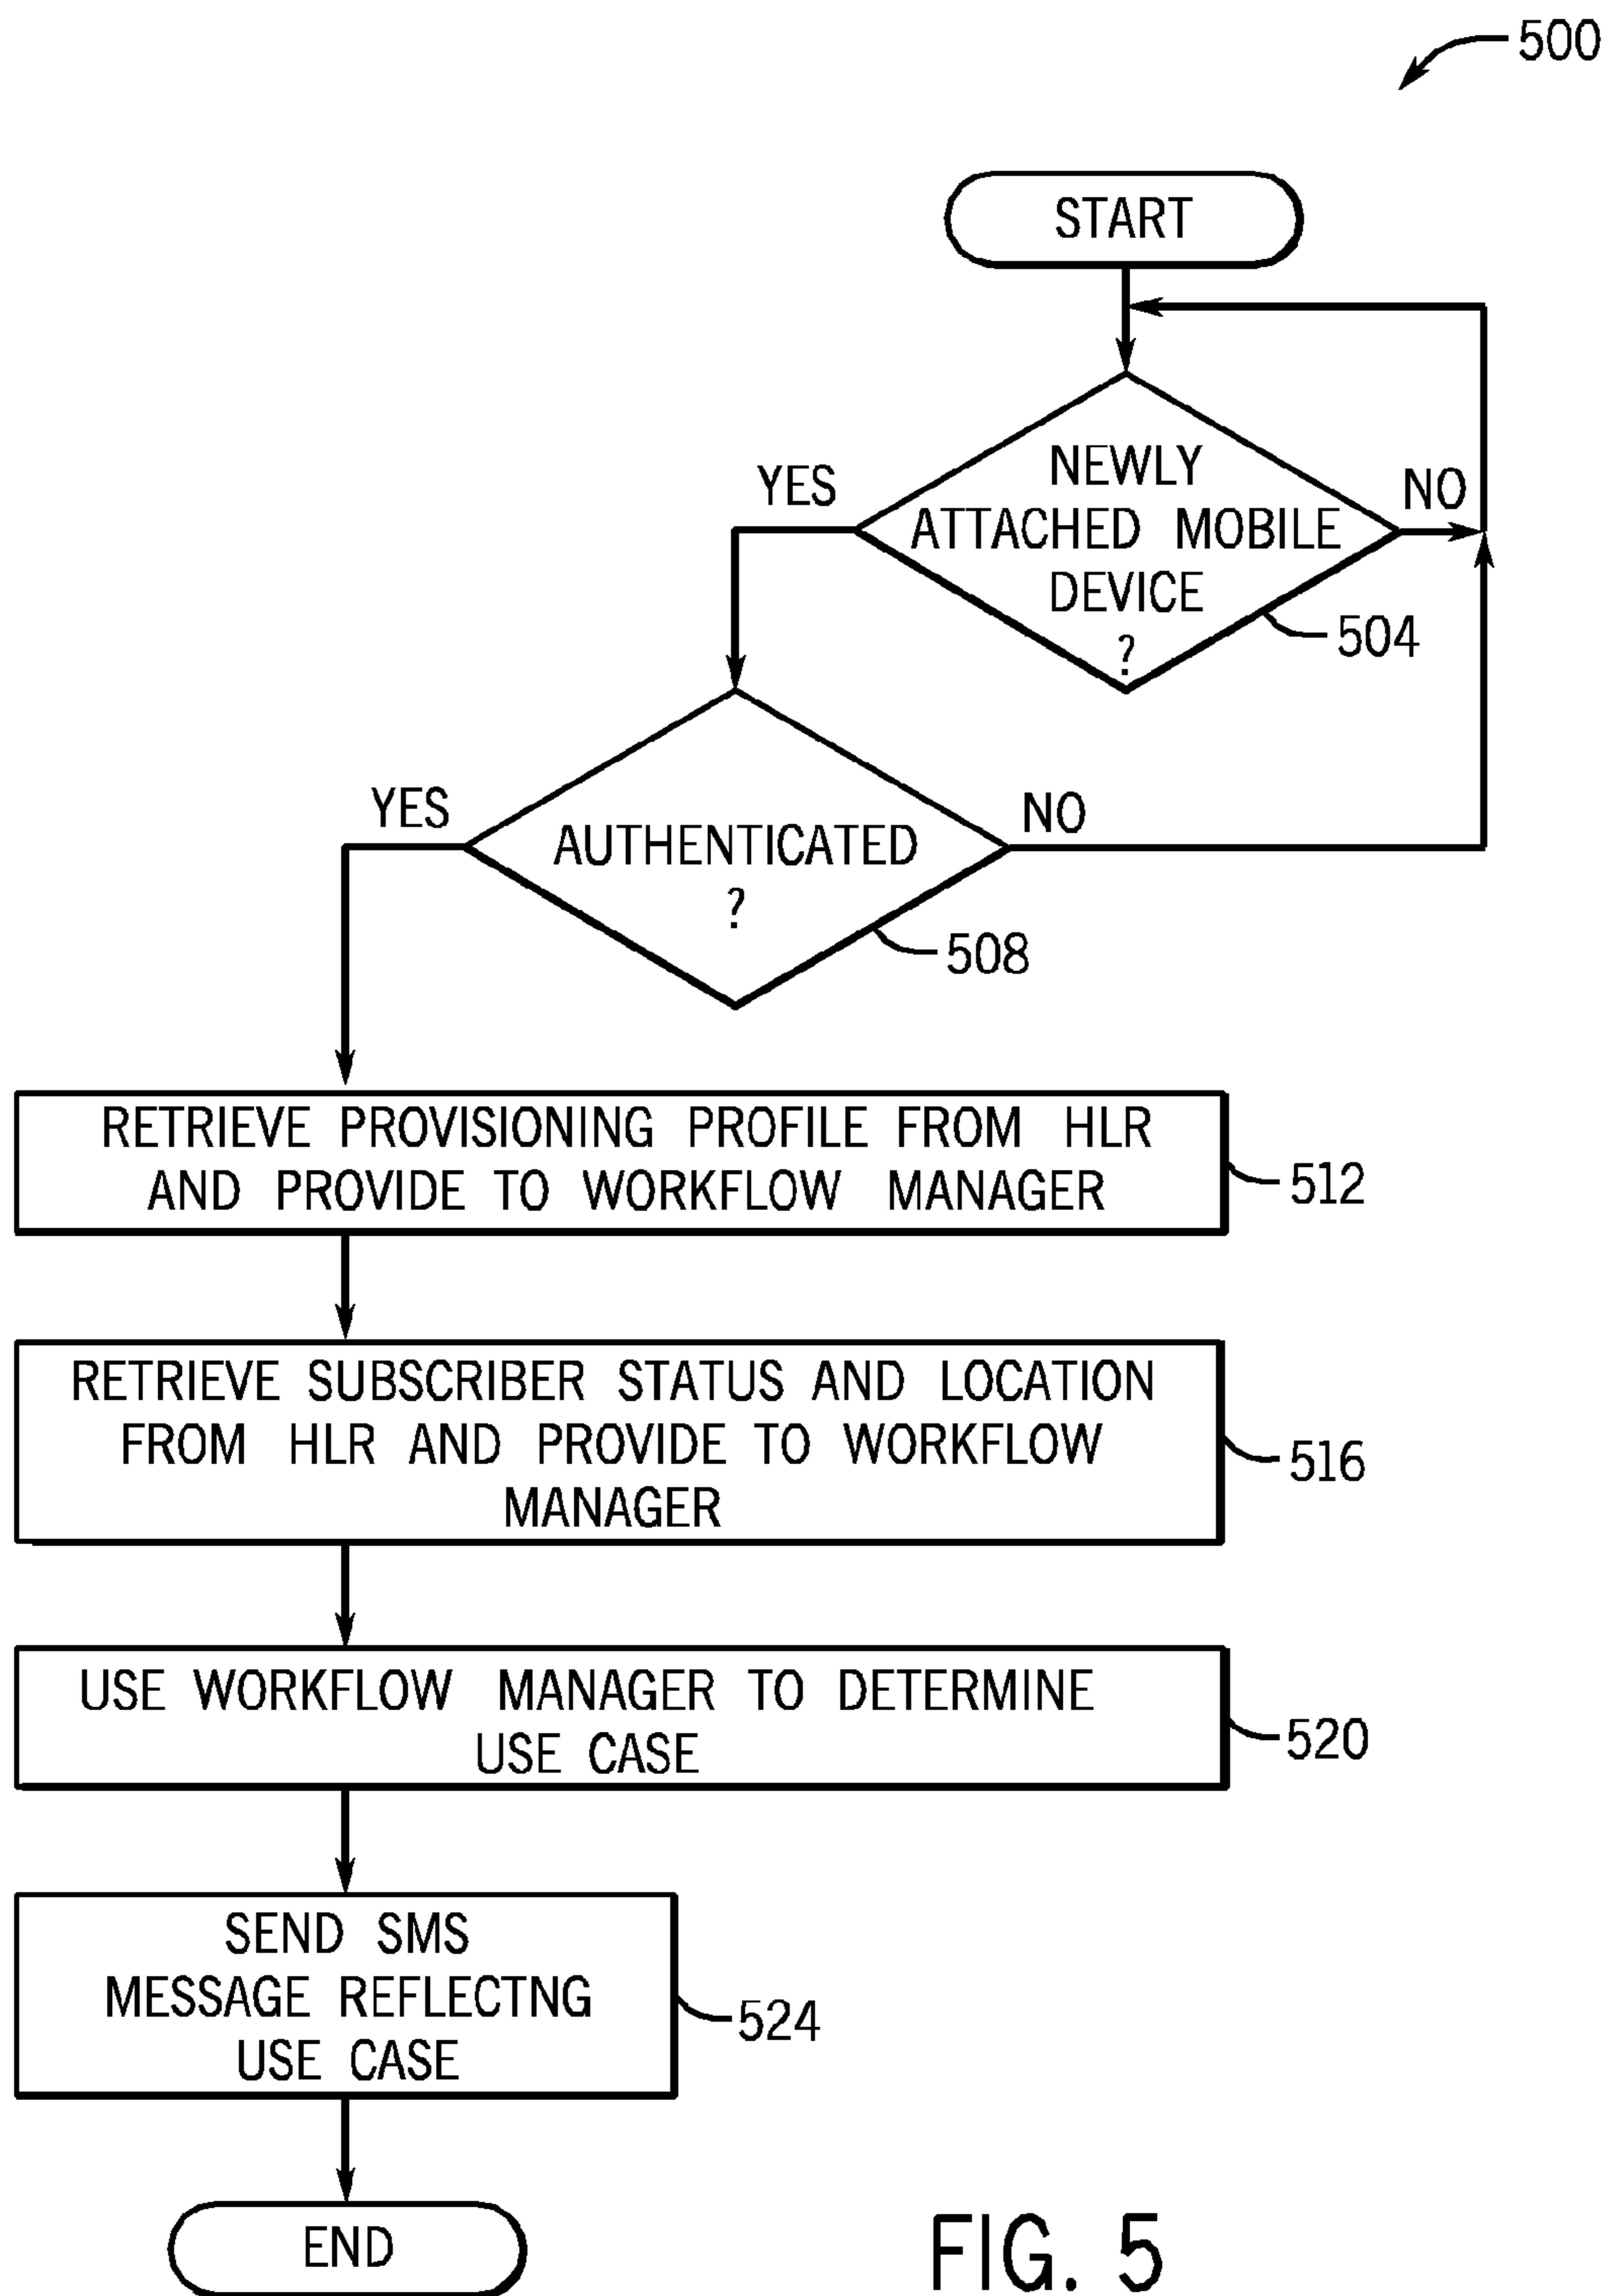 500
START
NEWLY
ATTACHED MOBILE
DEVICE
?
YES
NO
504
AUTHENTICATED
?
YES
NO
508
RETRIEVE PROVISIONING PROFILE FROM HLR
AND PROVIDE TO WORKFLOW MANAGER
512
RETRIEVE SUBSCRIBER STATUS AND LOCATION
FROM HLR AND PROVIDE TO WORKFLOW
MANAGER
516
USE WORKFLOW MANAGER TO DETERMINE
USE CASE
520
SEND SMS
MESSAGE REFLECTNG
USE CASE
524
END
FIG. 5